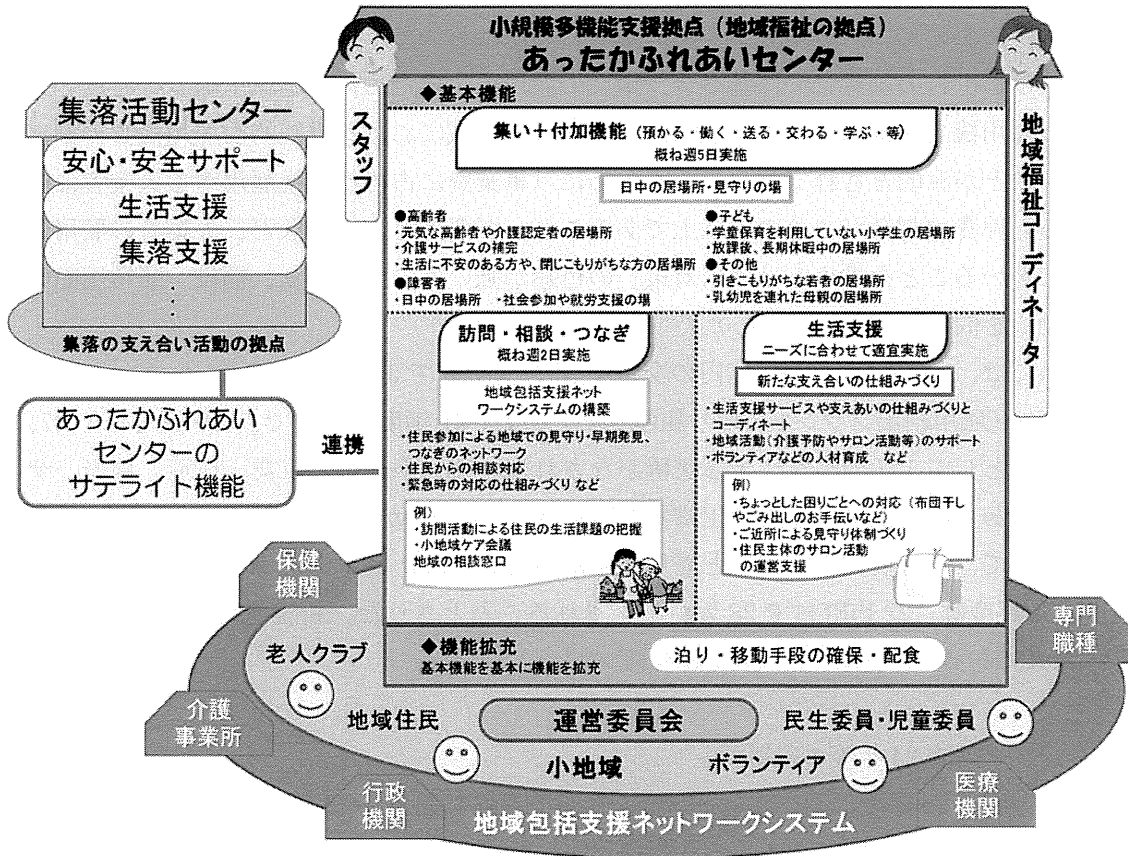 小規模多機能支援拠点（地域福祉の拠点）
あったかふれあいセンター
スタッフ
地域福祉コーディネーター
◆基本機能
集い＋付加機能（預かる・働く・送る・交わる・学ぶ・等）
概ね週5日実施
日中の居場所・見守りの場
●高齢者
・元気な高齢者や介護認定者の居場所
・介護サービスの補完
・生活に不安のある方や、閉じこもりがちな方の居場所
●障害者
・日中の居場所　・社会参加や就労支援の場
●子ども
・学童保育を利用していない小学生の居場所
・放課後、長期休暇中の居場所
●その他
・引きこもりがちな若者の居場所
・乳幼児を連れた母親の居場所
訪問・相談・つなぎ
概ね週2日実施
地域包括支援ネット
ワークシステムの構築
・住民参加による地域での見守り・早期発見、
つなぎのネットワーク
・住民からの相談対応
・緊急時の対応の仕組みづくり など
例）
・訪問活動による住民の生活課題の把握
・小地域ケア会議
地域の相談窓口
生活支援
ニーズに合わせて適宜実施
新たな支え合いの仕組みづくり
・生活支援サービスや支えあいの仕組みづくりと
コーディネート
・地域活動（介護予防やサロン活動等）のサポート
・ボランティアなどの人材育成　など
例）
・ちょっとした困りごとへの対応（布団干し
やごみ出しのお手伝いなど）
・ご近所による見守り体制づくり
・住民主体のサロン活動
の運営支援
◆機能拡充
基本機能を基本に機能を拡充
泊り・移動手段の確保・配食
集落活動センター
安心・安全サポート
生活支援
集落支援
・
・
・
集落の支え合い活動の拠点
あったかふれあい
センターの
サテライト機能
連携
保健
機関
専門
職種
老人クラブ
介護
事業所
地域住民
運営委員会
民生委員・児童委員
小地域
ボランティア
行政
機関
医療
機関
地域包括支援ネットワークシステム